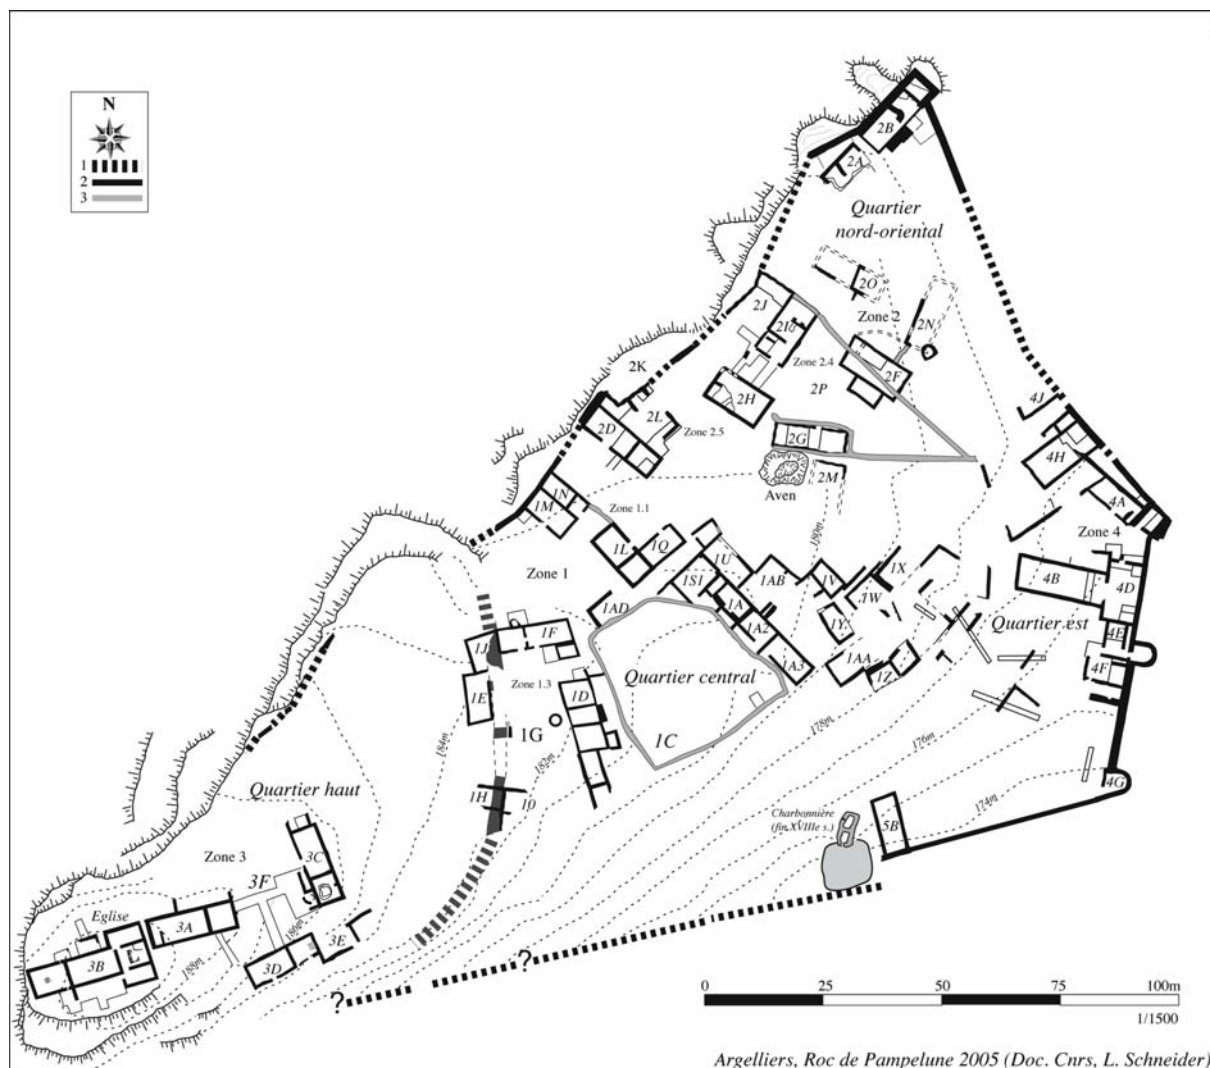 N
1
2
3
2B
2A
Quartier
nord-oriental
2O
2J
2I
Zone 2
2N
Zone 2.4
2K
2F
2P
2H
4J
2L
2D
Zone 2.5
2G
4H
2M
Aven
4A
1N
1M
Zone 1.1
180m
Zone 4
1L
1Q
1U
1X
Zone 1
1S1
1AB
1V
4B
4D
1A
1W
1AD
1F
1A2
1Y
Quartier est
4E
1J
1AA
4F
Zone 1.3
Quartier central
1A3
1Z
1E
1D
184m
1G
1C
178m
176m
182m
4G
Quartier haut
1H
10
174m
Charbonnière
(fin XVIIIe s.)
5B
Zone 3
3C
3F
Eglise
3A
186m
3E
3B
188m
3D
?
?
0
25
50
75
100m
1/1500
Argelliers, Roc de Pampelune 2005 (Doc. Cnrs, L. Schneider)